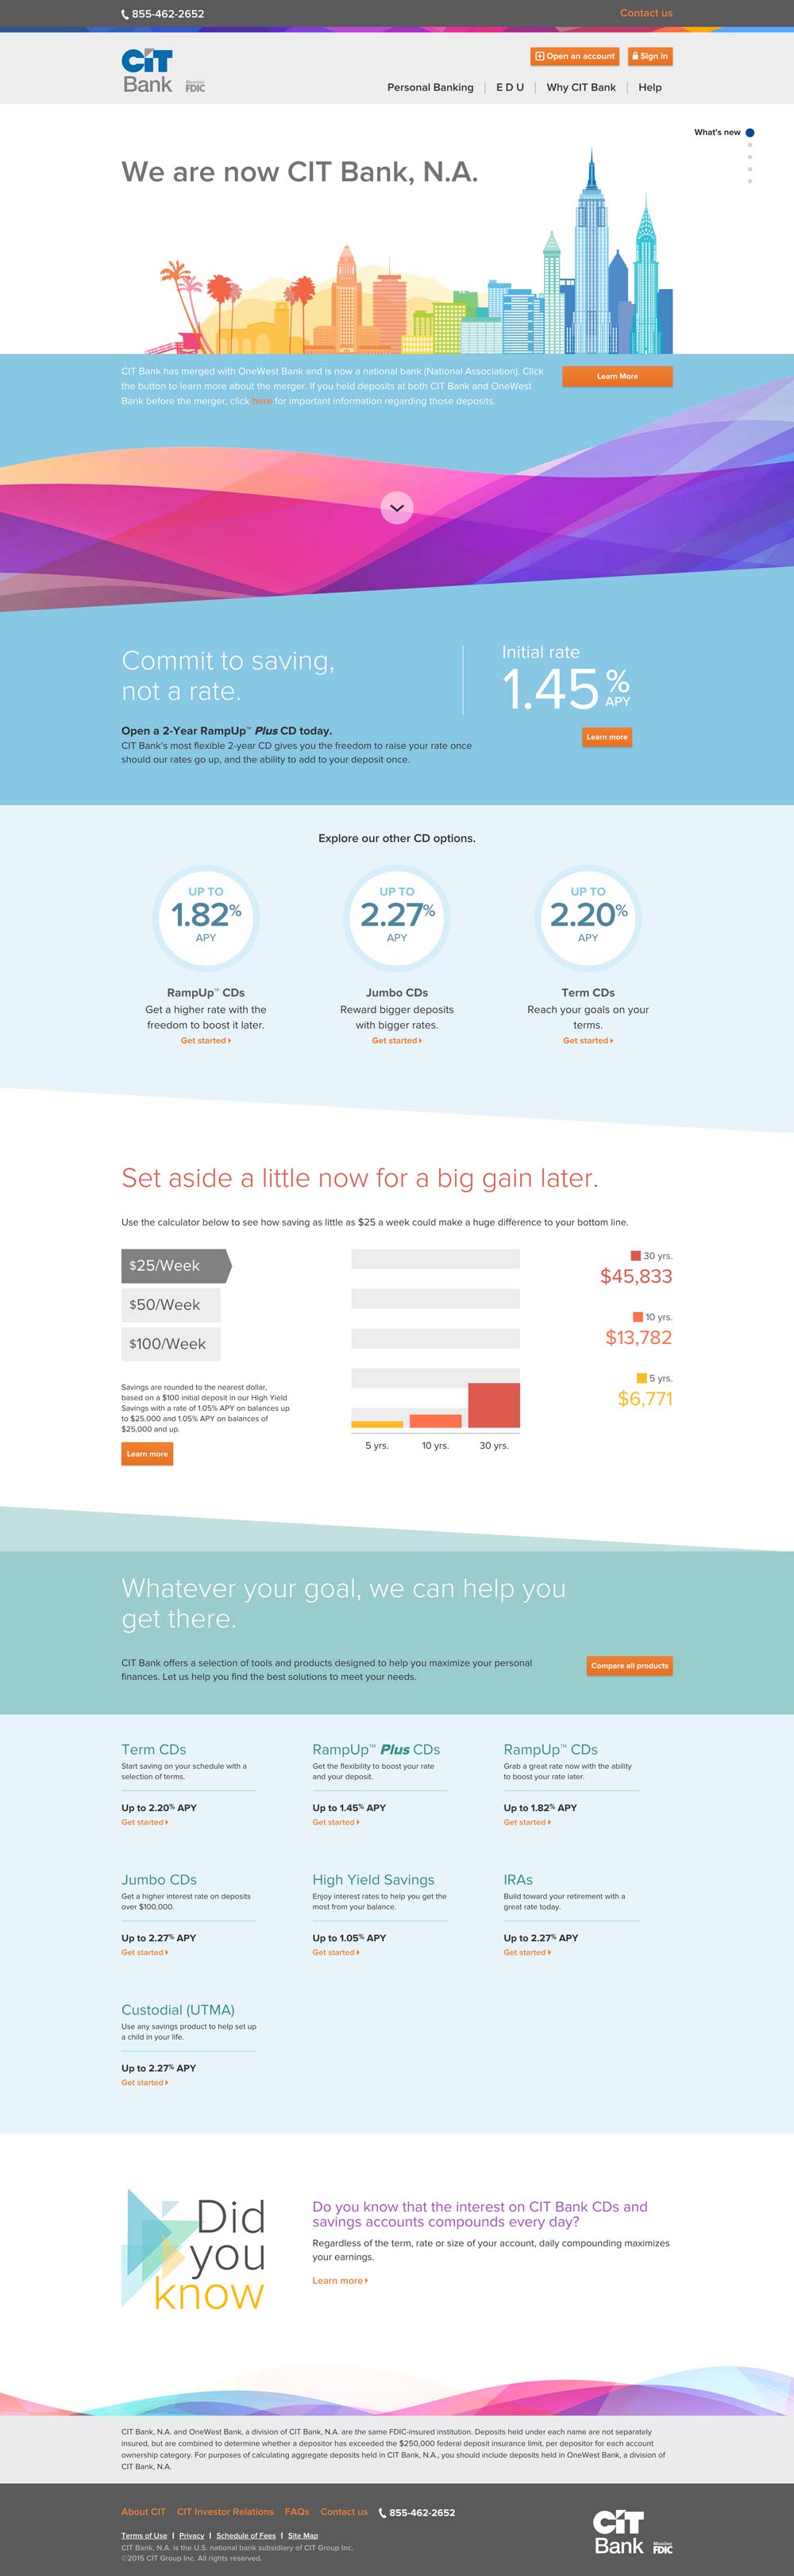 855-462-2652
Contact us
CIT
Bank
Member
FDIC
Open an account
Sign in
Personal Banking
E D U
Why CIT Bank
Help
What's new
We are now CIT Bank, N.A.
CIT Bank has merged with OneWest Bank and is now a national bank (National Association). Click
the button to learn more about the merger. If you held deposits at both CIT Bank and OneWest
Bank before the merger, click here for important information regarding those deposits.
Learn More
Commit to saving,
not a rate.
Initial rate
1.45% APY
Open a 2-Year RampUp™ Plus CD today.
CIT Bank's most flexible 2-year CD gives you the freedom to raise your rate once
should our rates go up, and the ability to add to your deposit once.
Learn more
Explore our other CD options.
UP TO
1.82%
APY
RampUp™ CDs
Get a higher rate with the
freedom to boost it later.
Get started
UP TO
2.27%
APY
Jumbo CDs
Reward bigger deposits
with bigger rates.
Get started
UP TO
2.20%
APY
Term CDs
Reach your goals on your
terms.
Get started
Set aside a little now for a big gain later.
Use the calculator below to see how saving as little as $25 a week could make a huge difference to your bottom line.
$25/Week
$50/Week
$100/Week
Savings are rounded to the nearest dollar,
based on a $100 initial deposit in our High Yield
Savings with a rate of 1.05% APY on balances up
to $25,000 and 1.05% APY on balances of
$25,000 and up.
Learn more
5 yrs.
10 yrs.
30 yrs.
30 yrs.
$45,833
10 yrs.
$13,782
5 yrs.
$6,771
Whatever your goal, we can help you
get there.
CIT Bank offers a selection of tools and products designed to help you maximize your personal
finances. Let us help you find the best solutions to meet your needs.
Compare all products
Term CDs
Start saving on your schedule with a
selection of terms.
Up to 2.20% APY
Get started
RampUp™ Plus CDs
Get the flexibility to boost your rate
and your deposit.
Up to 1.45% APY
Get started
RampUp™ CDs
Grab a great rate now with the ability
to boost your rate later.
Up to 1.82% APY
Get started
Jumbo CDs
Get a higher interest rate on deposits
over $100,000.
Up to 2.27% APY
Get started
High Yield Savings
Enjoy interest rates to help you get the
most from your balance.
Up to 1.05% APY
Get started
IRAs
Build toward your retirement with a
great rate today.
Up to 2.27% APY
Get started
Custodial (UTMA)
Use any savings product to help set up
a child in your life.
Up to 2.27% APY
Get started
Did
you
know
Do you know that the interest on CIT Bank CDs and
savings accounts compounds every day?
Regardless of the term, rate or size of your account, daily compounding maximizes
your earnings.
Learn more
CIT Bank, N.A. and OneWest Bank, a division of CIT Bank, N.A. are the same FDIC-insured institution. Deposits held under each name are not separately
insured, but are combined to determine whether a depositor has exceeded the $250,000 federal deposit insurance limit, per depositor for each account
ownership category. For purposes of calculating aggregate deposits held in CIT Bank, N.A., you should include deposits held in OneWest Bank, a division of
CIT Bank, N.A.
About CIT CIT Investor Relations FAQs Contact us 855-462-2652
Terms of Use | Privacy | Schedule of Fees | Site Map
CIT Bank, N.A. is the U.S. national bank subsidiary of CIT Group Inc.
©2015 CIT Group Inc. All rights reserved.
CIT
Bank
Member
FDIC